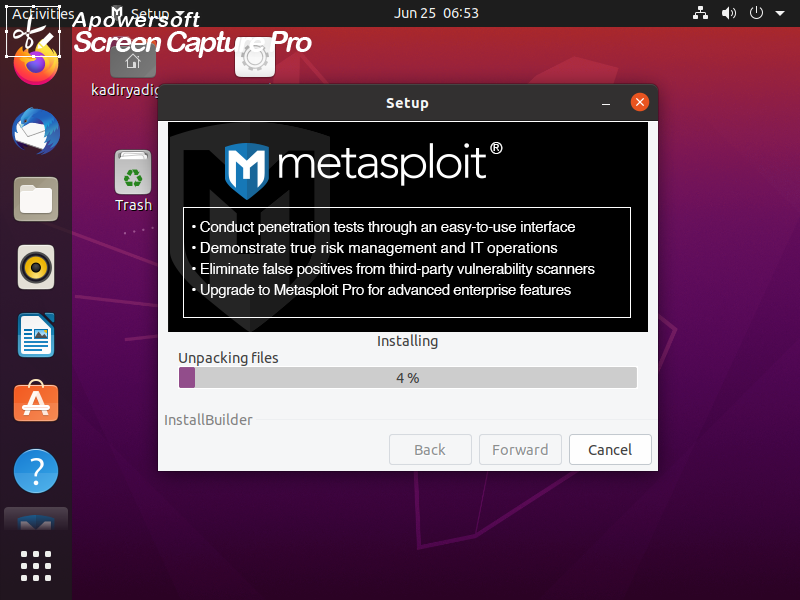 Activities
Setup
Jun 25 06:53
Apowersoft
Screen Capture Pro
kadiryadig
Trash
Setup
metasploit®
• Conduct penetration tests through an easy-to-use interface
• Demonstrate true risk management and IT operations
• Eliminate false positives from third-party vulnerability scanners
• Upgrade to Metasploit Pro for advanced enterprise features
Installing
Unpacking files
4 %
InstallBuilder
Back
Forward
Cancel